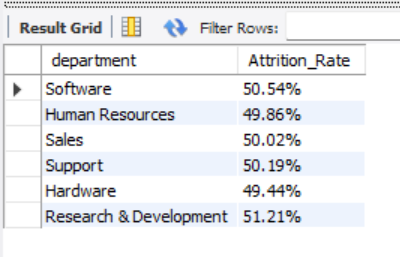 Result Grid Filter Rows:
department Attrition_Rate
Software 50.54%
Human Resources 49.86%
Sales 50.02%
Support 50.19%
Hardware 49.44%
Research & Development 51.21%